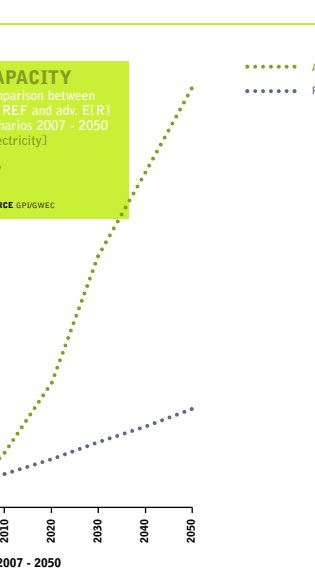 APACITY
mparison between
REF and adv. E[R]
narios 2007 - 2050
ectricity]
RCE GPI/GWEC
2010
2020
2030
2040
2050
2007 - 2050